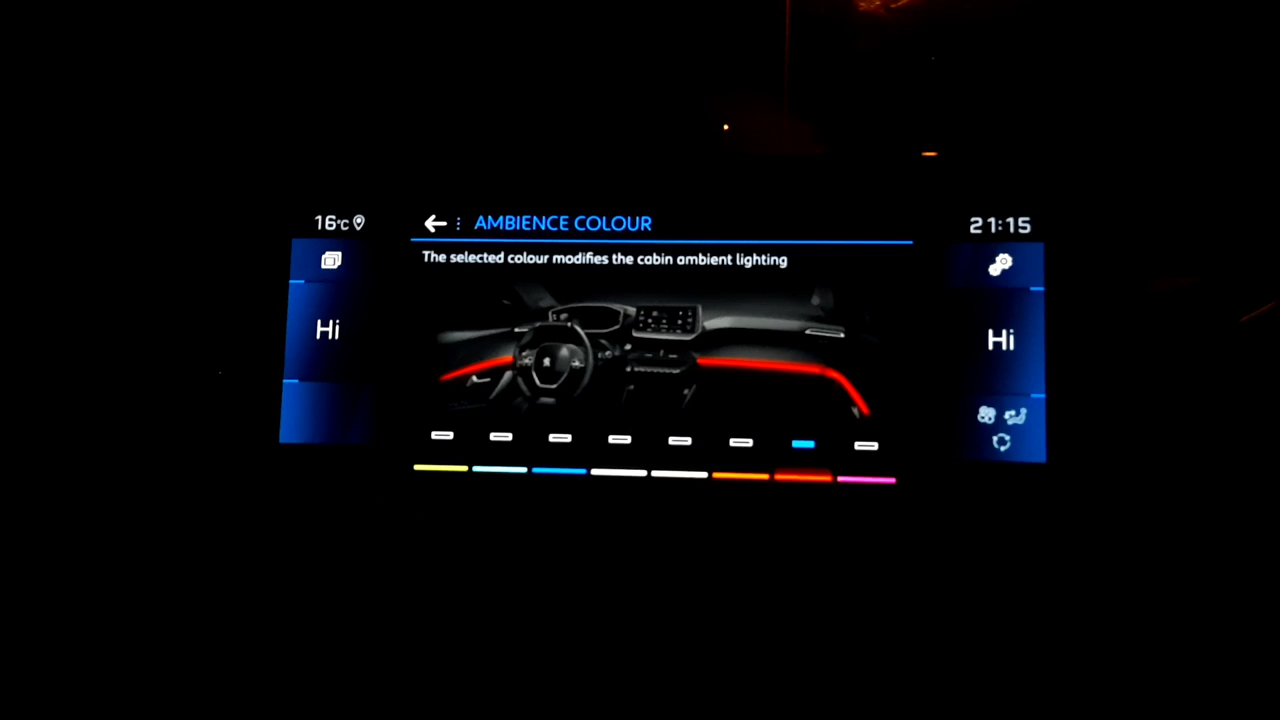 16°C
AMBIENCE COLOUR
21:15
The selected colour modifies the cabin ambient lighting
Hi
Hi